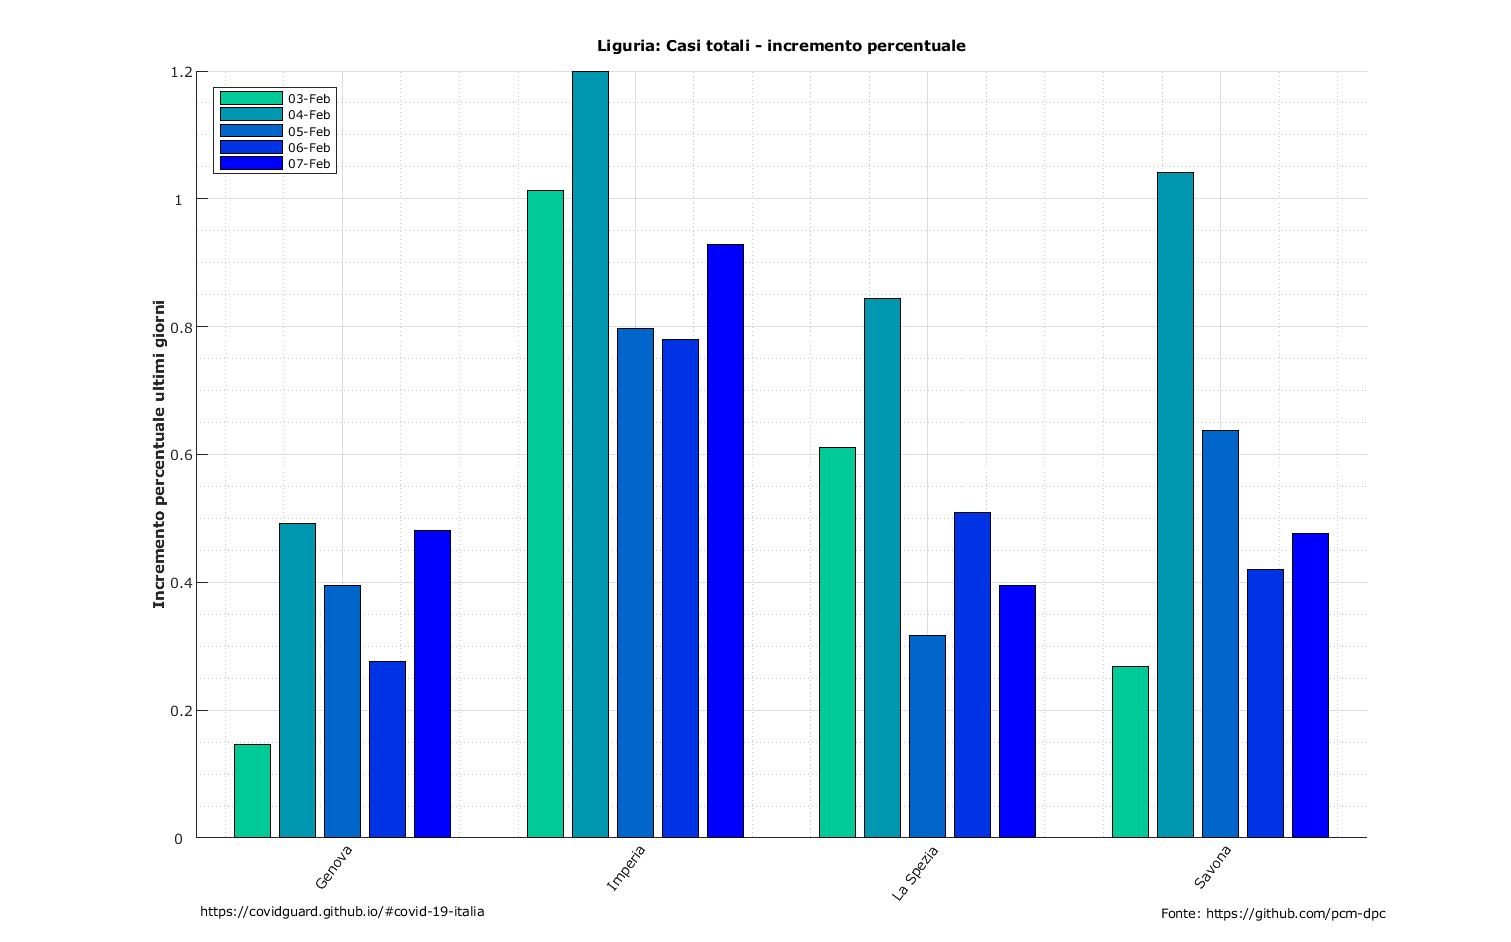 Liguria: Casi totali - incremento percentuale
1.2
1
0.8
0.6
0.4
0.2
0
Incremento percentuale ultimi giorni
03-Feb
04-Feb
05-Feb
06-Feb
07-Feb
Genova
Imperia
La Spezia
Savona
https://covidguard.github.io/#covid-19-italia
Fonte: https://github.com/pcm-dpc